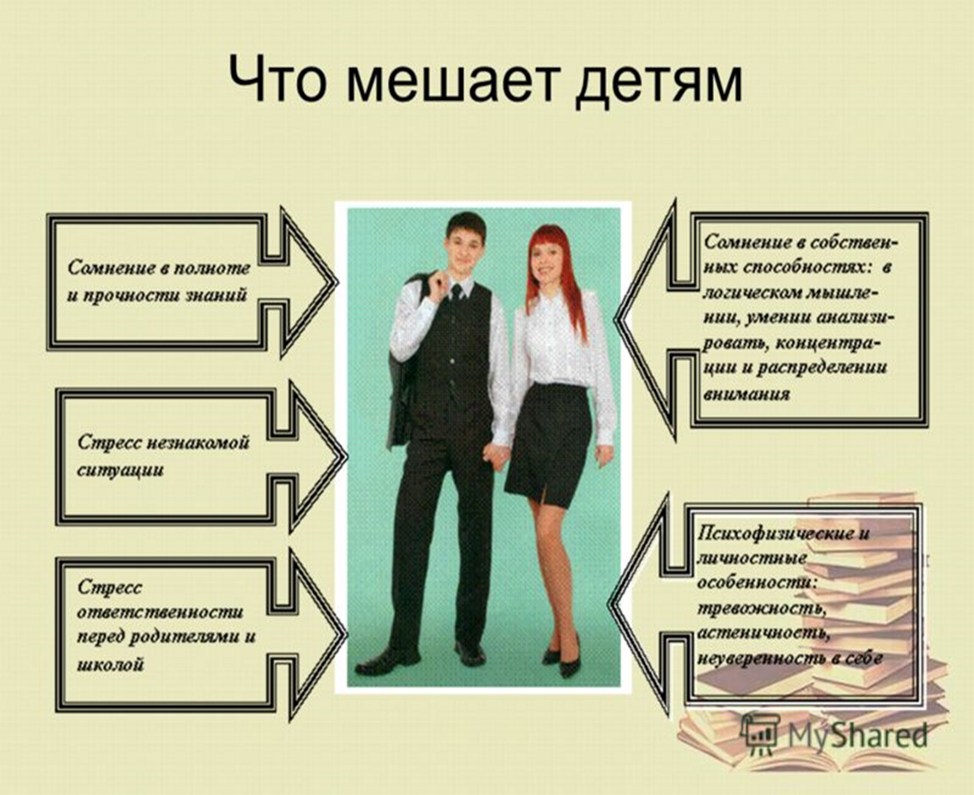 Что мешает детям
Сомнение в полноте
и прочности знаний
Стресс незнакомой
ситуации
Стресс
ответственности
перед родителями и
школой
Сомнение в собствен-
ных способностях: в
логическом мышле-
нии, умении анализи-
ровать, концентра-
ции и распределении
внимания
Психофизические и
личностные
особенности:
тревожность,
астеничность,
неуверенность в себе
MyShared